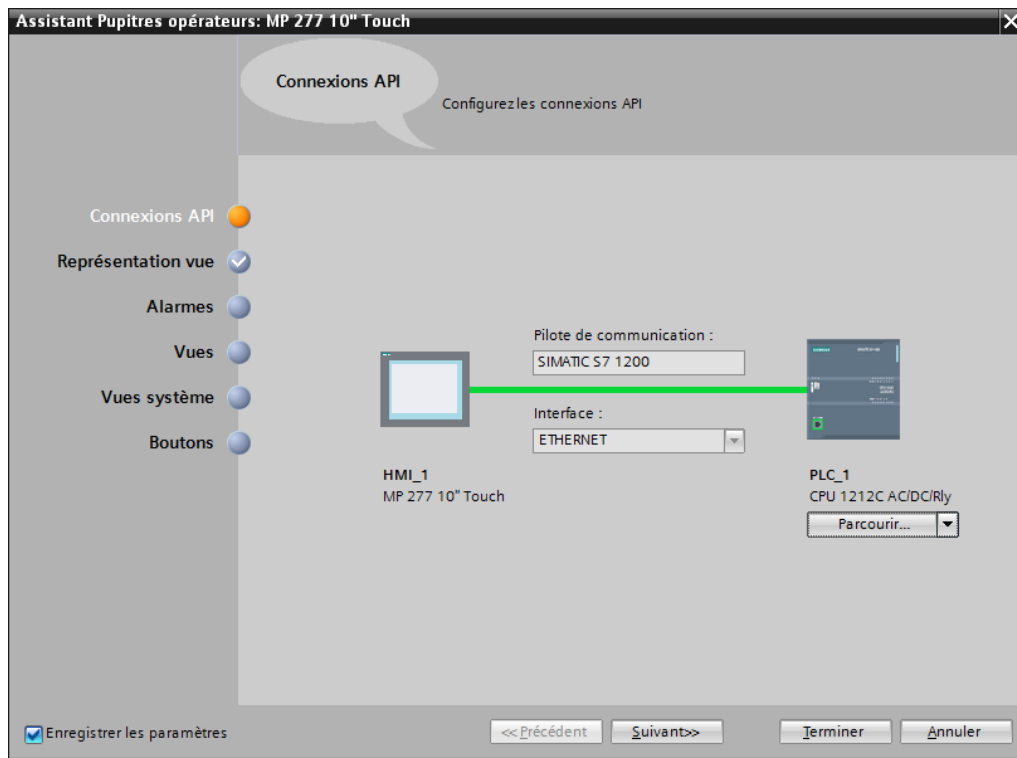 Assistant Pupitres opérateurs: MP 277 10" Touch
Connexions API
Configurez les connexions API
Connexions API
Représentation vue
Alarmes
Vues
Vues système
Boutons
Pilote de communication :
SIMATIC S7 1200
Interface :
ETHERNET
HMI_1
MP 277 10" Touch
PLC_1
CPU 1212C AC/DC/Rly
Parcourir...
Enregistrer les paramètres
<<Précédent
Suivant>>
Terminer
Annuler